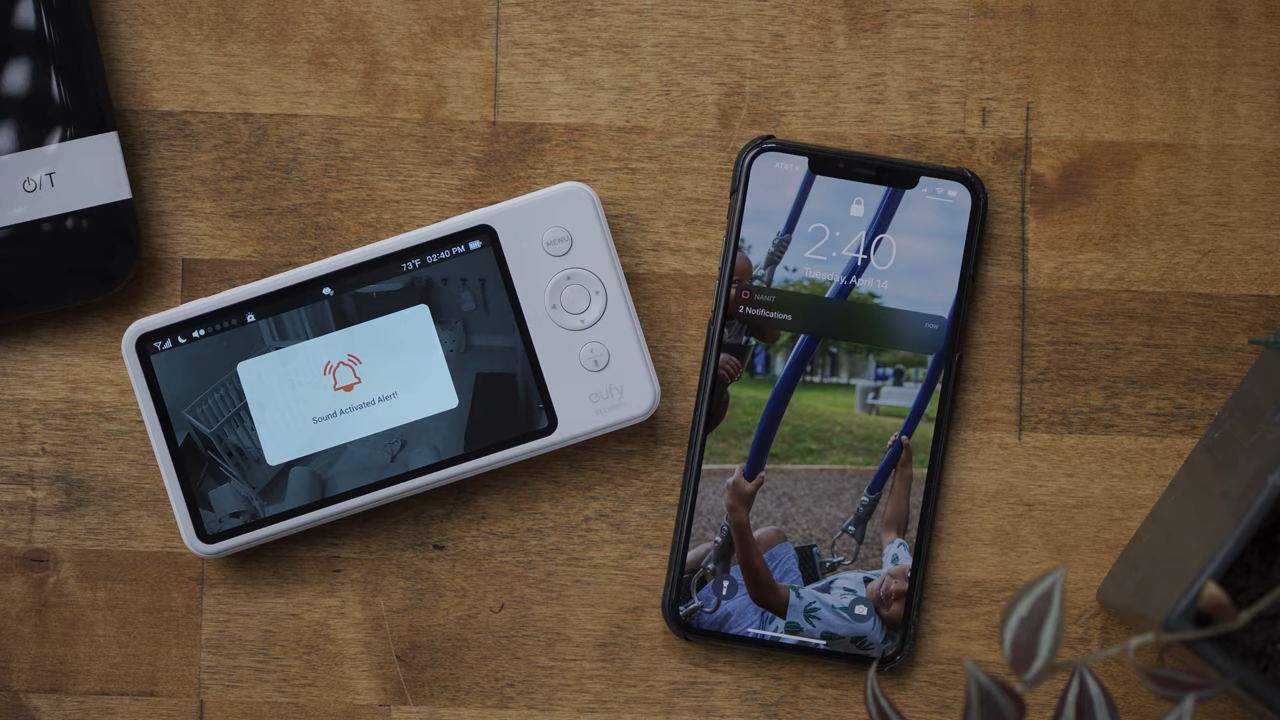 ⏻/T
73°F 02:40 PM
Sound Activated Alert!
MENU
eufy
SECURITY
AT&T
2:40
Tuesday, April 14
NANIT
2 Notifications
now